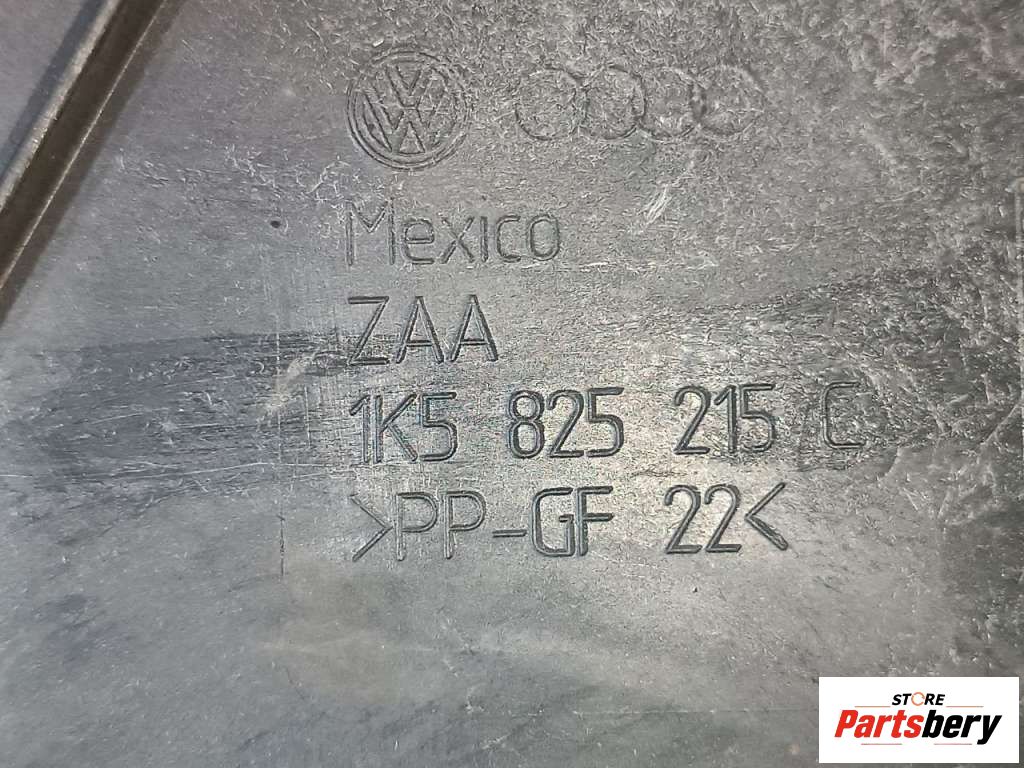 Mexico
ZAA
1K5 825 215 C
>PP-GF 22<
STORE
Partsbery